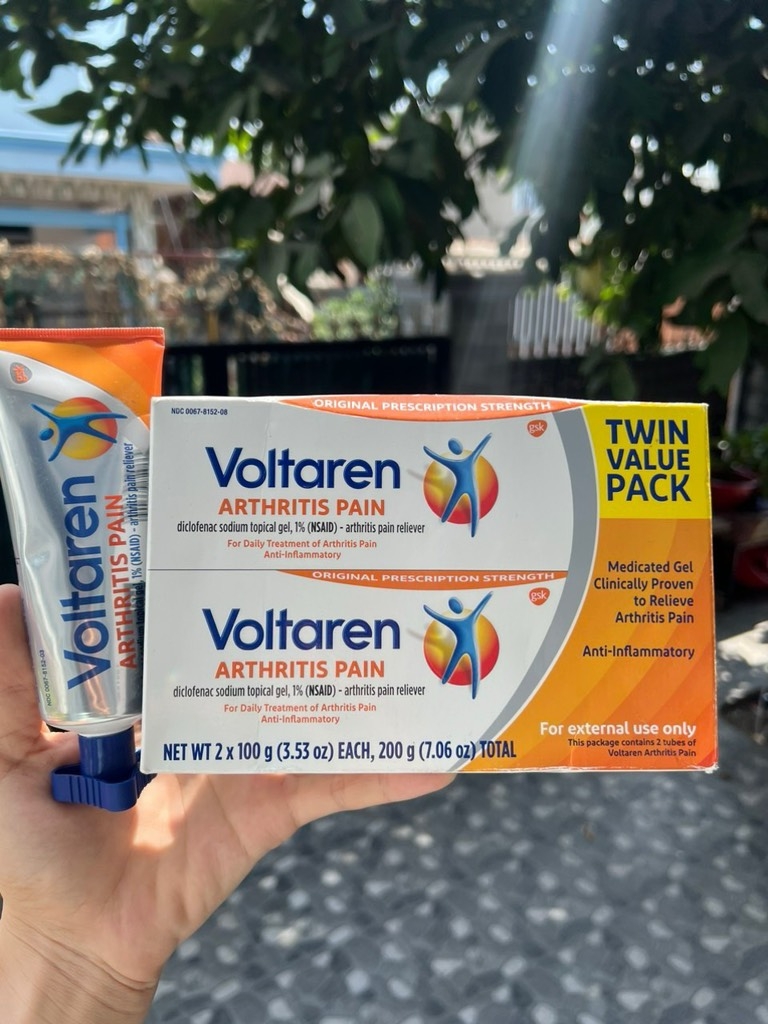 gsk
Voltaren
ARTHRITIS PAIN
1% (NSAID) - arthritis pain reliever
NDC 0067-8152-03
NDC 0067-8152-08
ORIGINAL PRESCRIPTION STRENGTH
gsk
Voltaren
ARTHRITIS PAIN
diclofenac sodium topical gel, 1% (NSAID) - arthritis pain reliever
For Daily Treatment of Arthritis Pain
Anti-Inflammatory
ORIGINAL PRESCRIPTION STRENGTH
gsk
Voltaren
ARTHRITIS PAIN
diclofenac sodium topical gel, 1% (NSAID) - arthritis pain reliever
For Daily Treatment of Arthritis Pain
Anti-Inflammatory
NET WT 2 x 100 g (3.53 oz) EACH, 200 g (7.06 oz) TOTAL
TWIN
VALUE
PACK
Medicated Gel
Clinically Proven
to Relieve
Arthritis Pain
Anti-Inflammatory
For external use only
This package contains 2 tubes of
Voltaren Arthritis Pain